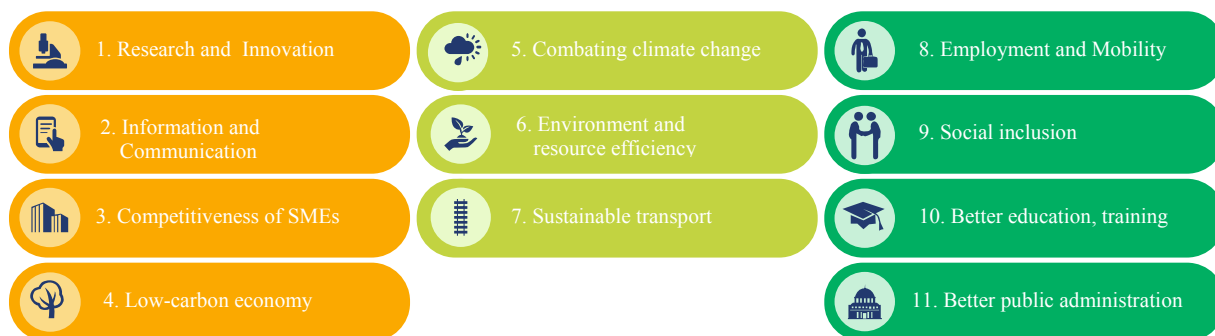 1. Research and Innovation
2. Information and
Communication
3. Competitiveness of SMEs
4. Low-carbon economy
5. Combating climate change
6. Environment and
resource efficiency
7. Sustainable transport
8. Employment and Mobility
9. Social inclusion
10. Better education, training
11. Better public administration